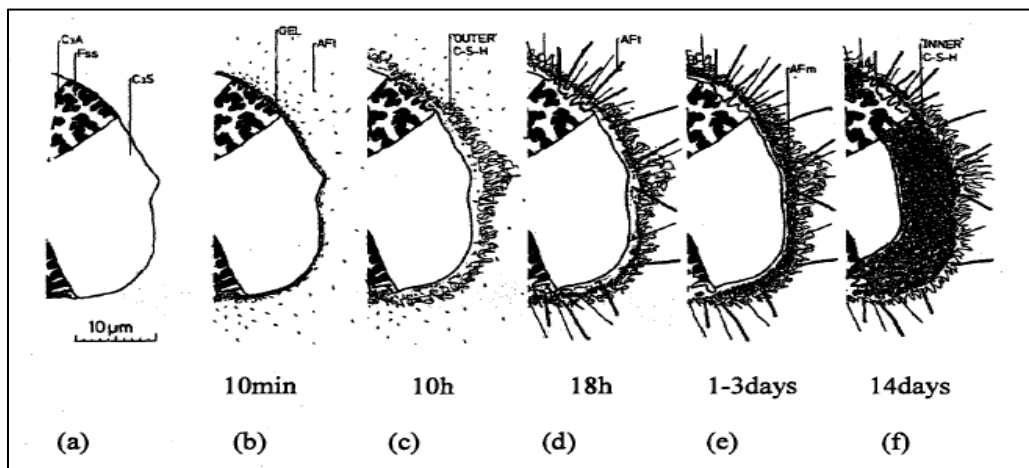 C₃A
Fss
C₃S
GEL
AFt
"OUTER"
C-S-H
AFt
AFm
"INNER"
C-S-H
10µm
10min 10h 18h 1-3days 14days
(a) (b) (c) (d) (e) (f)